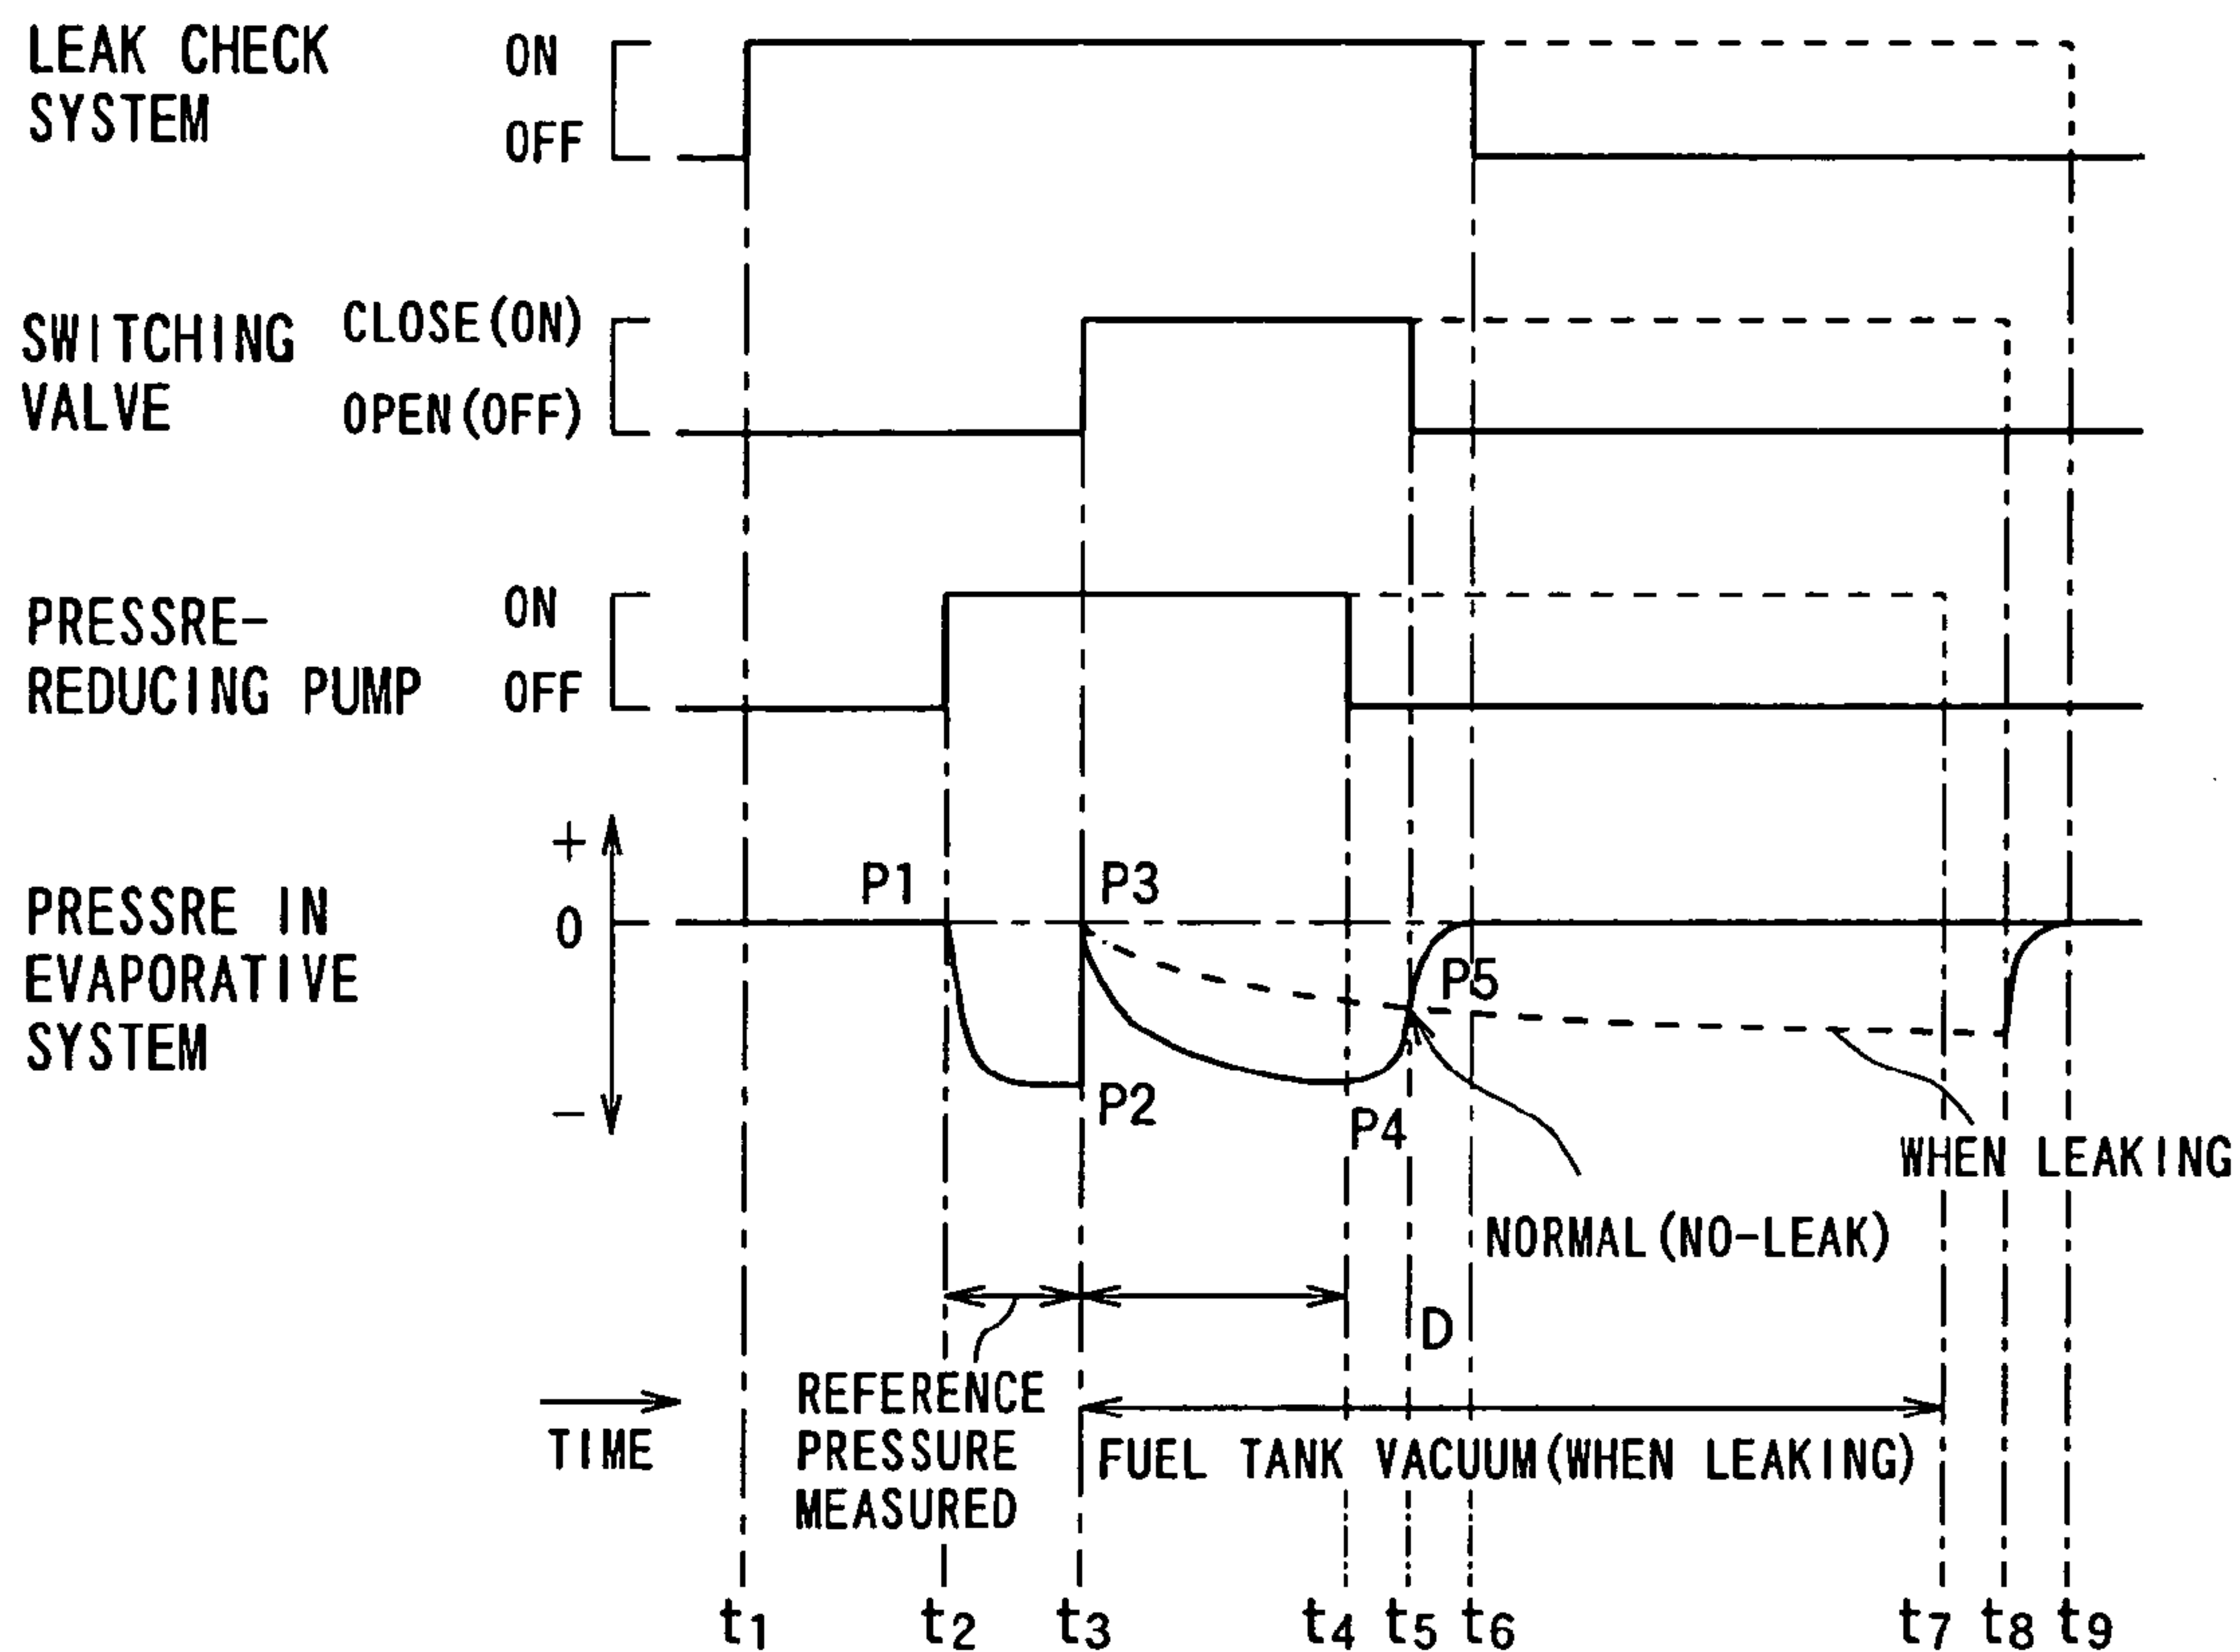 LEAK CHECK
SYSTEM
ON
OFF
SWITCHING
VALVE
CLOSE(ON)
OPEN(OFF)
PRESSRE-
REDUCING PUMP
ON
OFF
PRESSRE IN
EVAPORATIVE
SYSTEM
+
0
−
P1
P3
P5
P2
P4
WHEN LEAKING
NORMAL(NO-LEAK)
D
REFERENCE
PRESSURE
MEASURED
TIME
FUEL TANK VACUUM(WHEN LEAKING)
t1 t2 t3 t4 t5 t6 t7 t8 t9